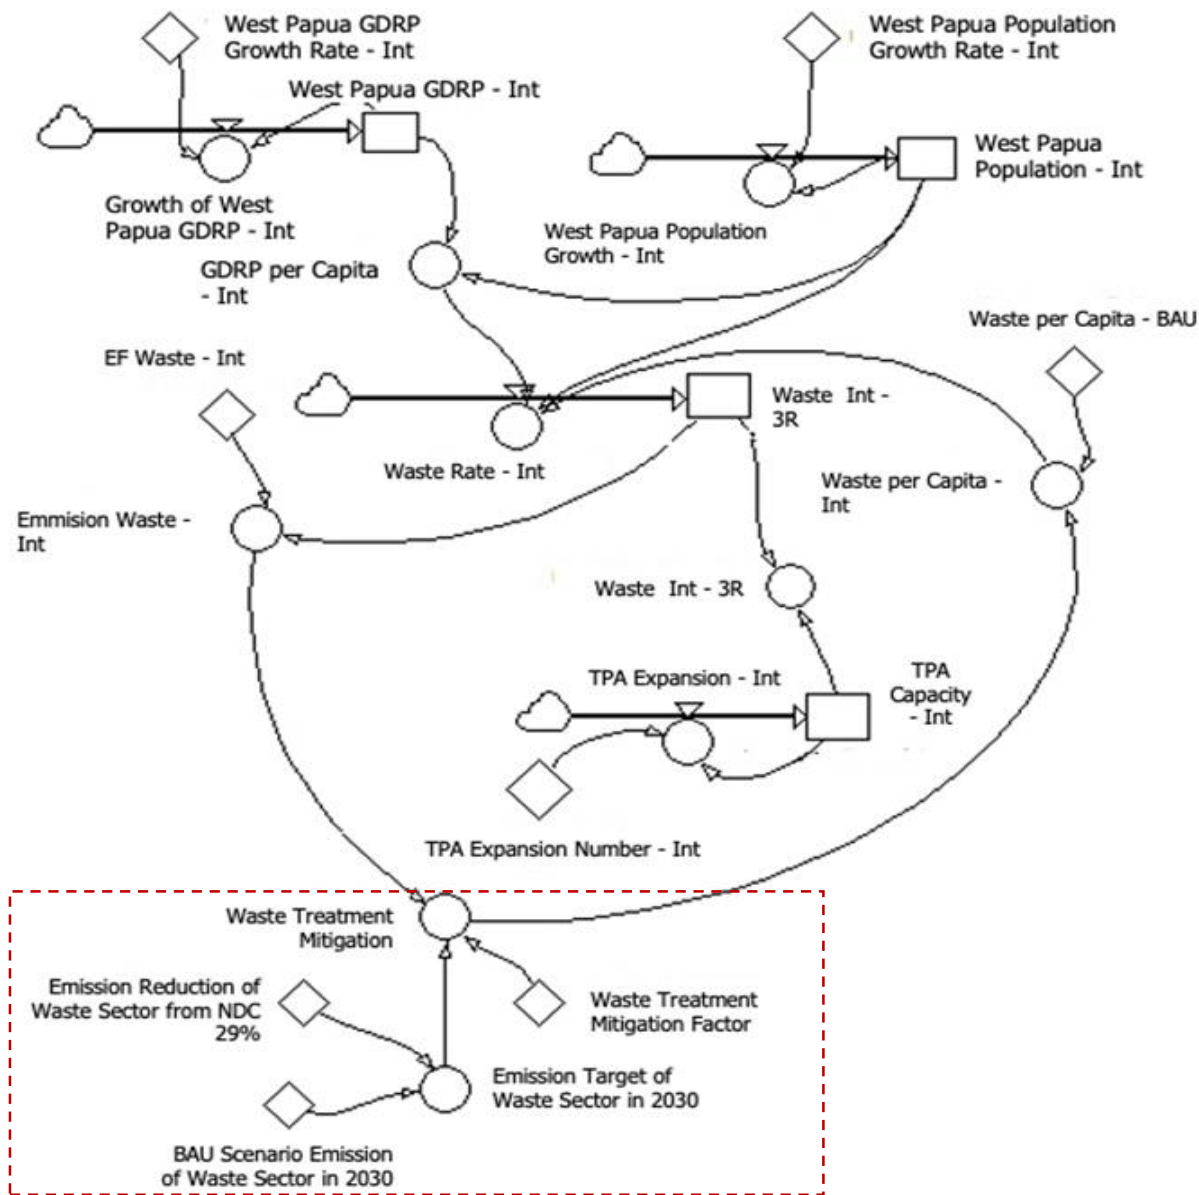 West Papua GDRP
Growth Rate - Int
West Papua Population
Growth Rate - Int
West Papua GDRP - Int
West Papua
Population - Int
Growth of West
Papua GDRP - Int
West Papua Population
Growth - Int
GDRP per Capita
- Int
Waste per Capita - BAU
EF Waste - Int
Waste  Int -
3R
Waste Rate - Int
Waste per Capita -
Int
Emmision Waste -
Int
Waste  Int - 3R
TPA Expansion - Int
TPA
Capacity
- Int
TPA Expansion Number - Int
Waste Treatment
Mitigation
Emission Reduction of
Waste Sector from NDC
29%
Waste Treatment
Mitigation Factor
Emission Target of
Waste Sector in 2030
BAU Scenario Emission
of Waste Sector in 2030